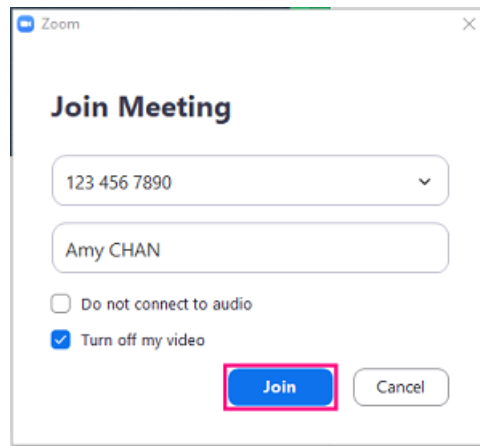 Zoom
Join Meeting
123 456 7890
Amy CHAN
Do not connect to audio
Turn off my video
Join Cancel